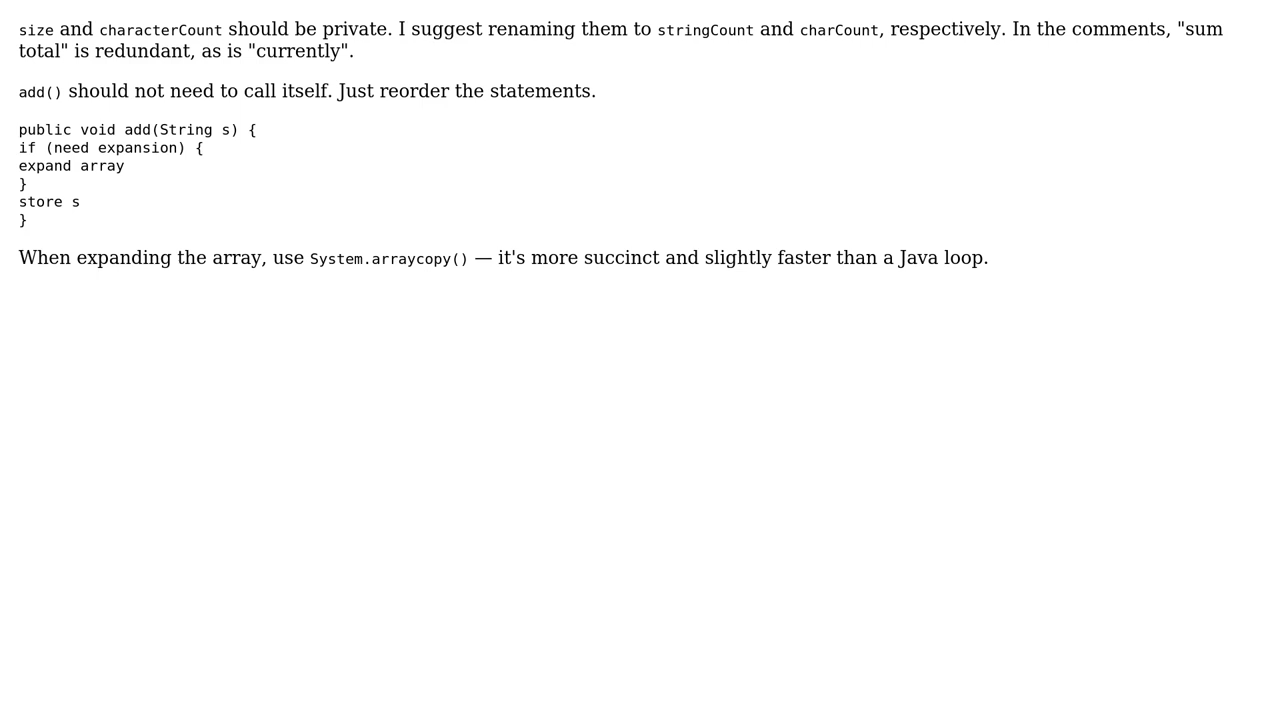 size and characterCount should be private. I suggest renaming them to stringCount and charCount, respectively. In the comments, "sum
total" is redundant, as is "currently".
add() should not need to call itself. Just reorder the statements.
public void add(String s) {
if (need expansion) {
expand array
}
store s
}
When expanding the array, use System.arraycopy() — it's more succinct and slightly faster than a Java loop.